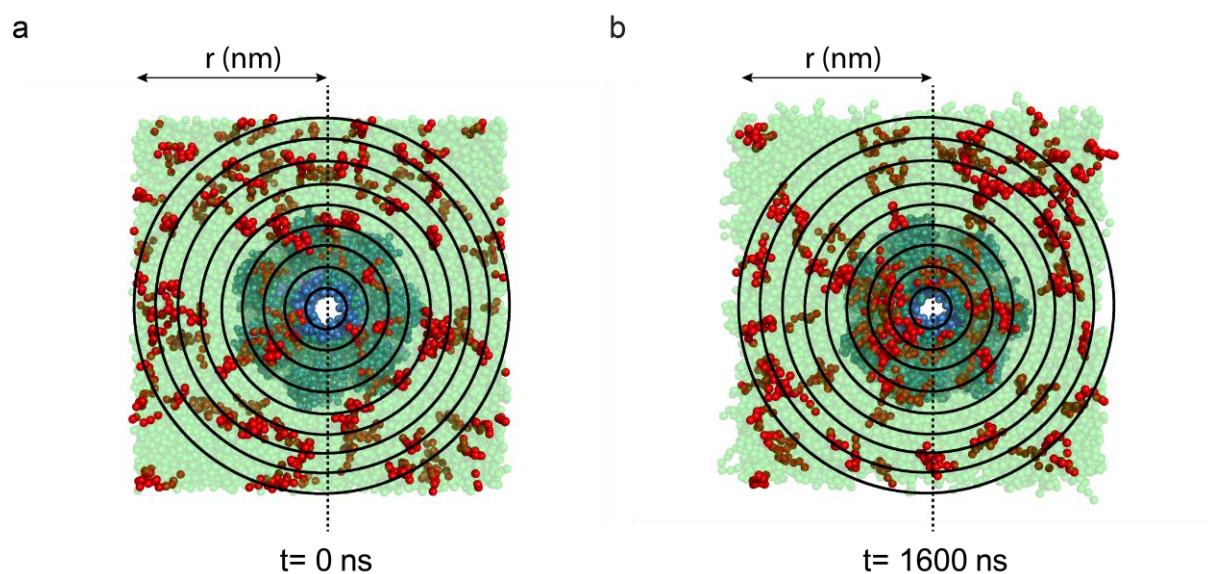 a
b
r (nm)
r (nm)
t= 0 ns
t= 1600 ns